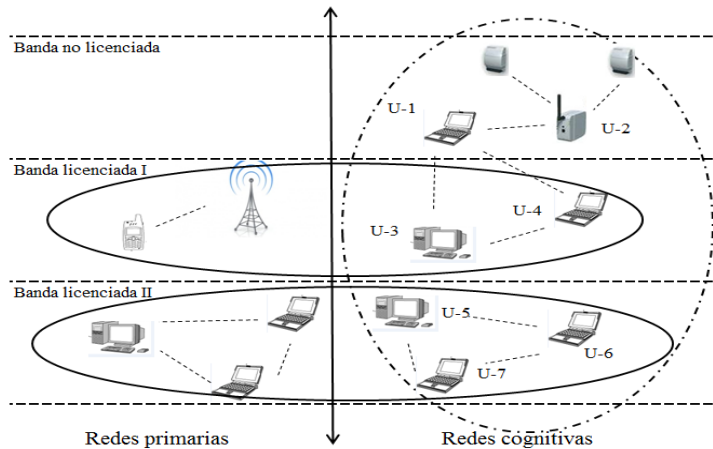 Banda no licenciada
U-1
U-2
Banda licenciada I
U-4
U-3
Banda licenciada II
U-5
U-6
U-7
Redes primarias
Redes cognitivas